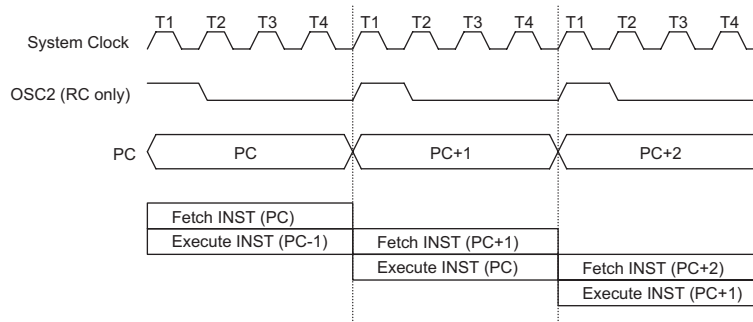 T1 T2 T3 T4 T1 T2 T3 T4 T1 T2 T3 T4
System Clock
OSC2 (RC only)
PC PC PC+1 PC+2
Fetch INST (PC)
Execute INST (PC-1) Fetch INST (PC+1)
Execute INST (PC) Fetch INST (PC+2)
Execute INST (PC+1)